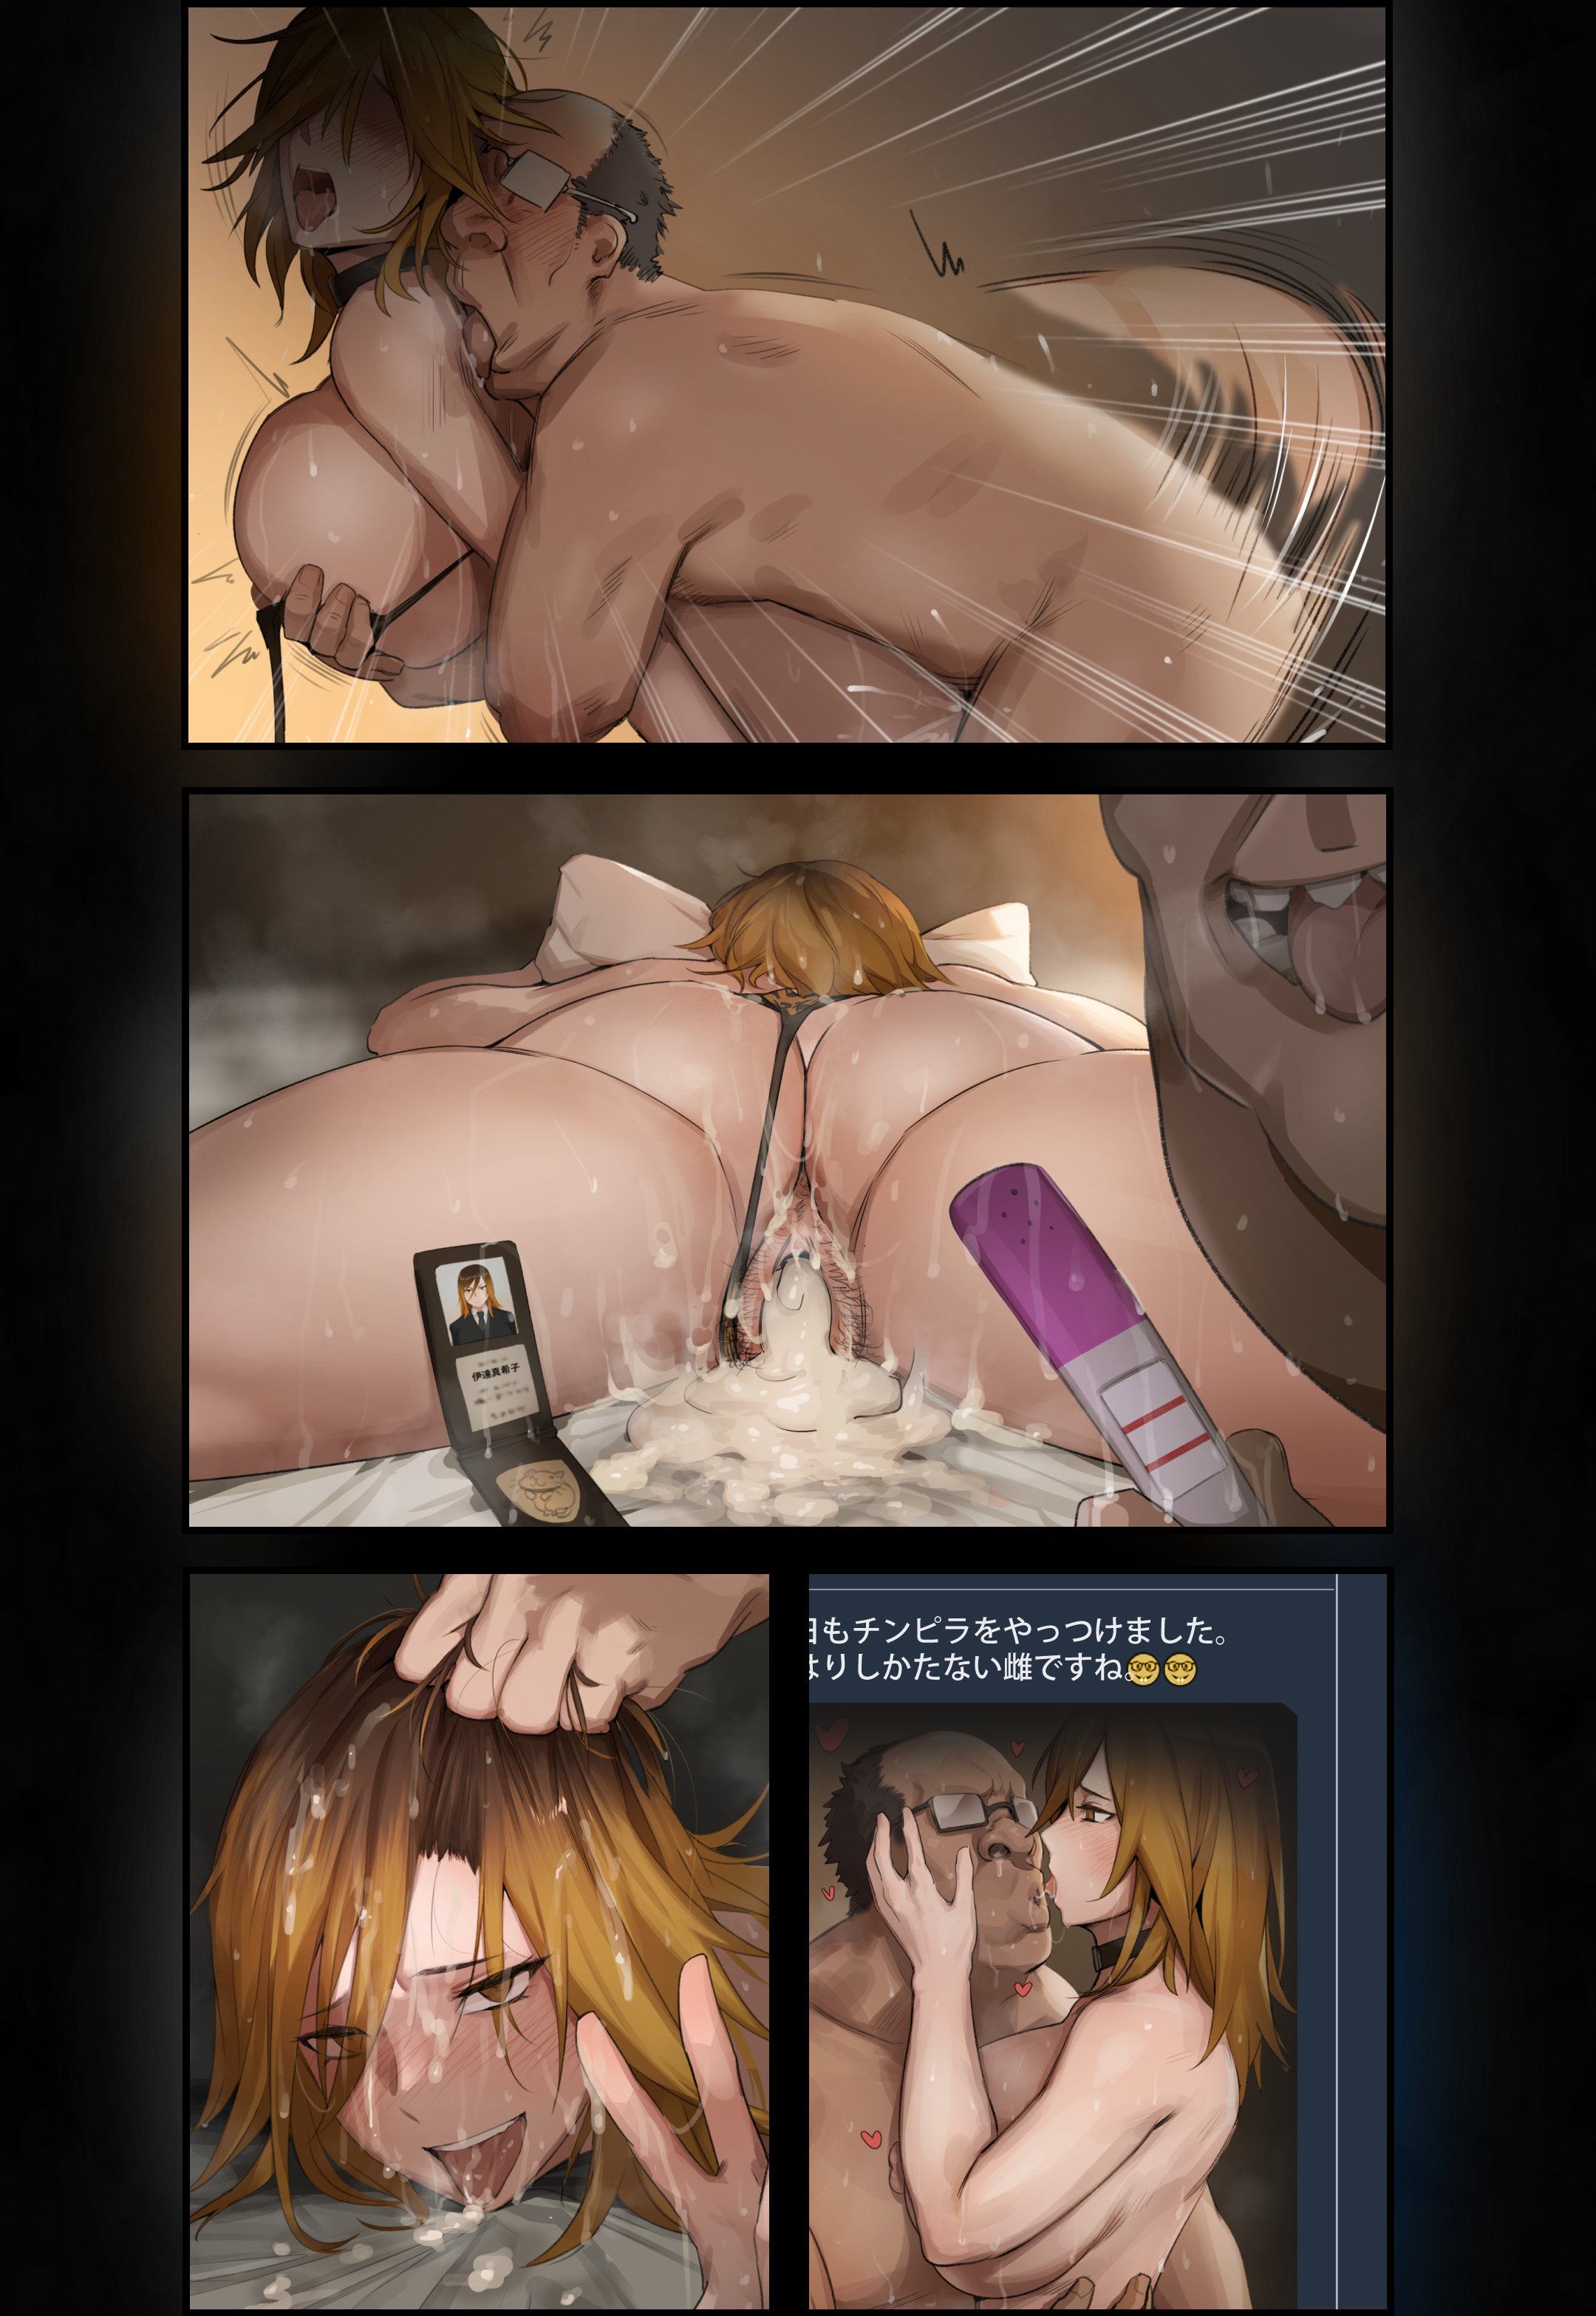 伊達真希子
日もチンピラをやっつけました。
はりしかたない雌ですね。🤓🤓